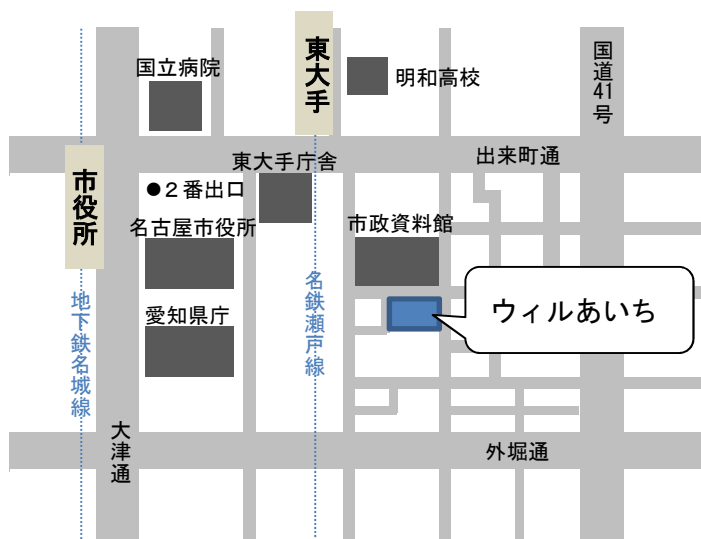 国立病院
東大手
明和高校
国道41号
出来町通
市役所
●２番出口
東大手庁舎
名古屋市役所
市政資料館
地下鉄名城線
愛知県庁
名鉄瀬戸線
ウィルあいち
大津通
外堀通